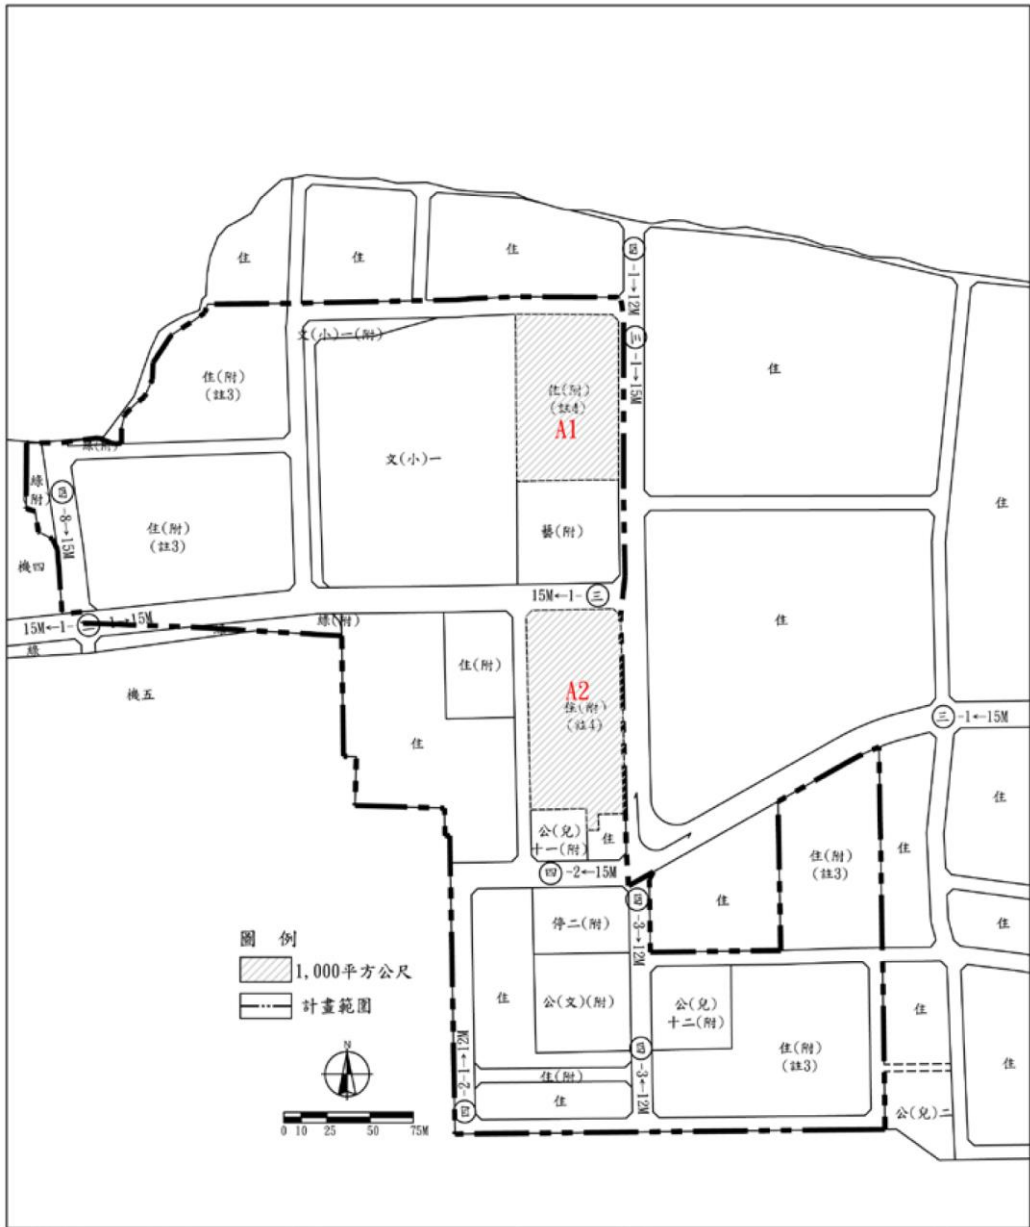 住
住
住
四-1→12M
三-1→15M
文(小)一(附)
住(附)
(註3)
住(附)
(註4)
A1
住
文(小)一
綠(附)
綠
(附)
四-8→15M
機四
住(附)
(註3)
藝(附)
住
15M←1-三
15M←1-三-1→15M
綠
綠
綠(附)
機五
住(附)
住
A2
住(附)
(註4)
住
三-1←15M
公(兒)
十一(附)
住
四-2←15M
住
住(附)
(註3)
住
住
住
停二(附)
四-3→12M
圖 例
1,000平方公尺
計畫範圍
住
公(文)(附)
公(兒)
十二(附)
住(附)
(註3)
住
住
四-3←12M
住(附)
住
四-2-1→12M
公(兒)二
N
0 10 25 50 75M